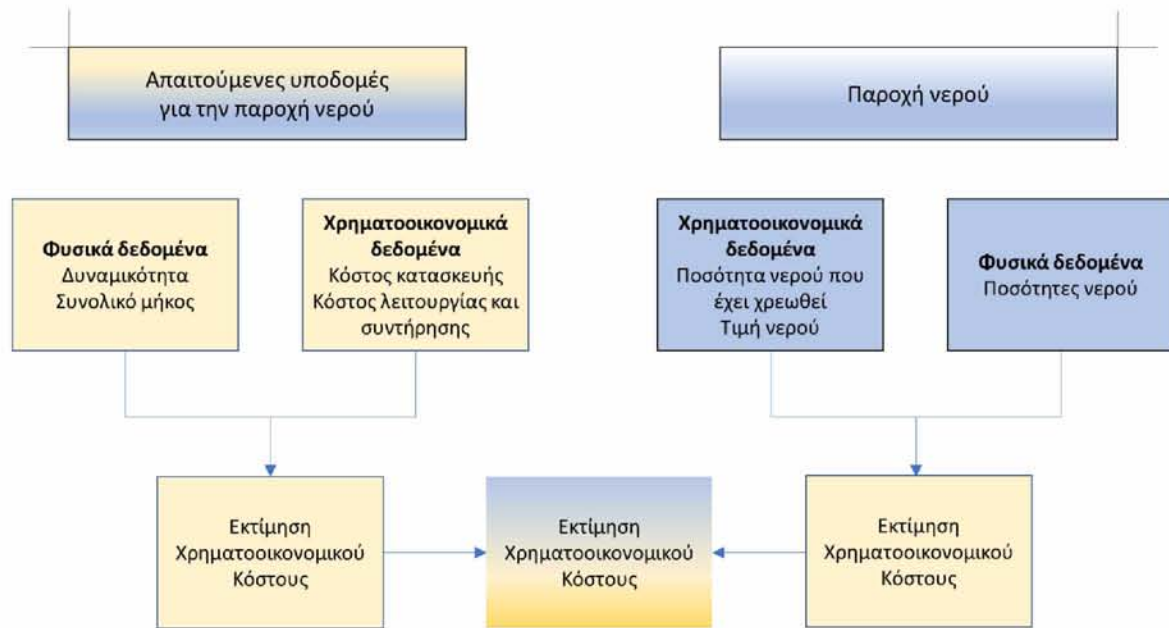 Απαιτούμενες υποδομές
για την παροχή νερού
Παροχή νερού
Φυσικά δεδομένα
Δυναμικότητα
Συνολικό μήκος
Χρηματοοικονομικά
δεδομένα
Κόστος κατασκευής
Κόστος λειτουργίας και
συντήρησης
Χρηματοοικονομικά
δεδομένα
Ποσότητα νερού που
έχει χρεωθεί
Τιμή νερού
Φυσικά δεδομένα
Ποσότητες νερού
Εκτίμηση
Χρηματοοικονομικού
Κόστους
Εκτίμηση
Χρηματοοικονομικού
Κόστους
Εκτίμηση
Χρηματοοικονομικού
Κόστους